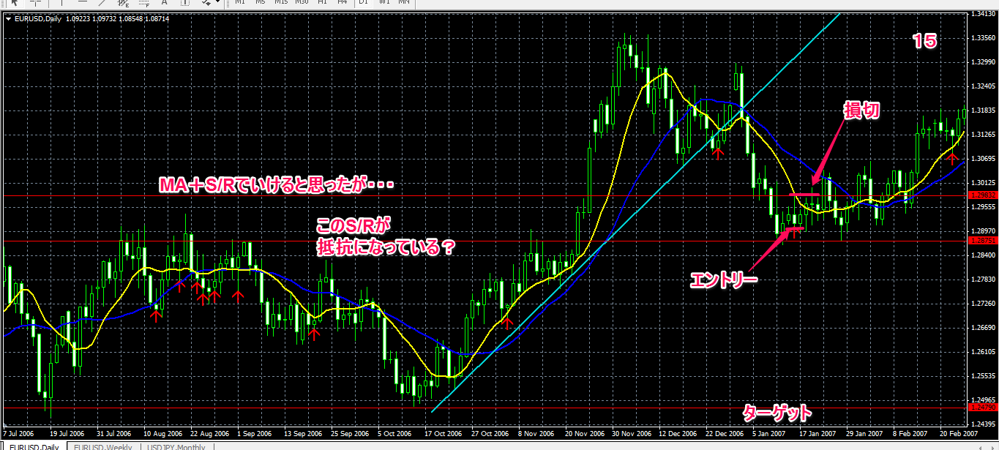 M1 M5 M15 M30 H1 H4 D1 W1 MN
EURUSD,Daily 1.09223 1.09732 1.08548 1.08714
1.34130
15
1.33560
1.32990
1.32405
損切
1.31835
1.31265
1.30695
MA+S/Rでいけると思ったが・・・
1.30125
1.29832
1.29555
このS/Rが
1.28970
抵抗になっている?
1.28751
1.28400
エントリー
1.27830
1.27260
1.26690
1.26105
1.25535
1.24965
ターゲット
1.24790
1.24395
7 Jul 2006 19 Jul 2006 31 Jul 2006 10 Aug 2006 22 Aug 2006 1 Sep 2006 13 Sep 2006 25 Sep 2006 5 Oct 2006 17 Oct 2006 27 Oct 2006 8 Nov 2006 20 Nov 2006 30 Nov 2006 12 Dec 2006 22 Dec 2006 5 Jan 2007 17 Jan 2007 29 Jan 2007 8 Feb 2007 20 Feb 2007
EURUSD,Daily EURUSD,Weekly USDJPY,Monthly